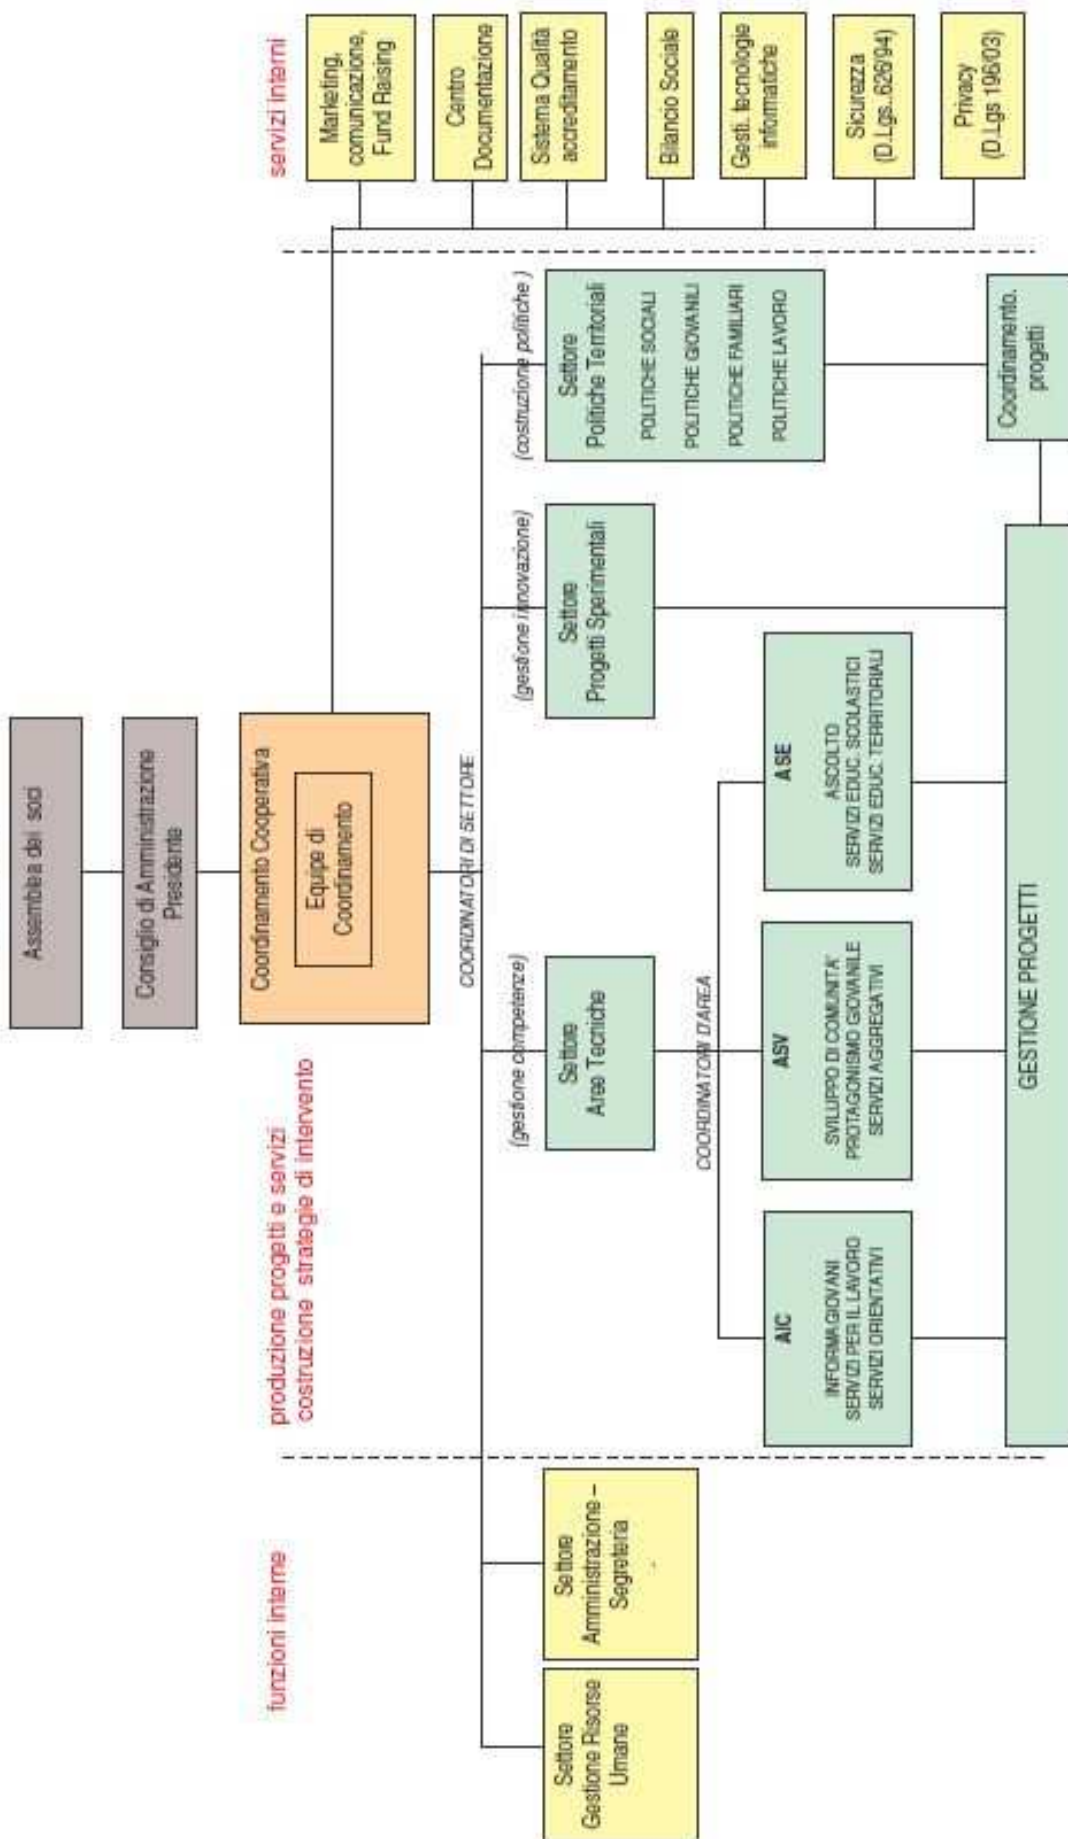 Assemblea dei soci
Consiglio di Amministrazione
Presidente
Coordinamento Cooperativa
Equipe di
Coordinamento
funzioni interne
produzione progetti e servizi
costruzione strategie di intervento
servizi interni
COORDINATORI DI SETTORE
Settore
Gestione Risorse
Umane
Settore
Amministrazione –
Segreteria
(gestione competenze)
Settore
Aree Tecniche
(gestione innovazione)
Settore
Progetti Sperimentali
(costruzione politiche )
Settore
Politiche Territoriali
POLITICHE SOCIALI
POLITICHE GIOVANILI
POLITICHE FAMILIARI
POLITICHE LAVORO
COORDINATORI D'AREA
AIC
INFORMAGIOVANI
SERVIZI PER IL LAVORO
SERVIZI ORIENTATIVI
ASV
SVILUPPO DI COMUNITA'
PROTAGONISMO GIOVANILE
SERVIZI AGGREGATIVI
ASE
ASCOLTO
SERVIZI EDUC. SCOLASTICI
SERVIZI EDUC. TERRITORIALI
GESTIONE PROGETTI
Coordinamento.
progetti
Marketing,
comunicazione,
Fund Raising
Centro
Documentazione
Sistema Qualità
accreditamento
Bilancio Sociale
Gesti. tecnologie
informatiche
Sicurezza
(D.Lgs..626/94)
Privacy
(D.Lgs 196/03)